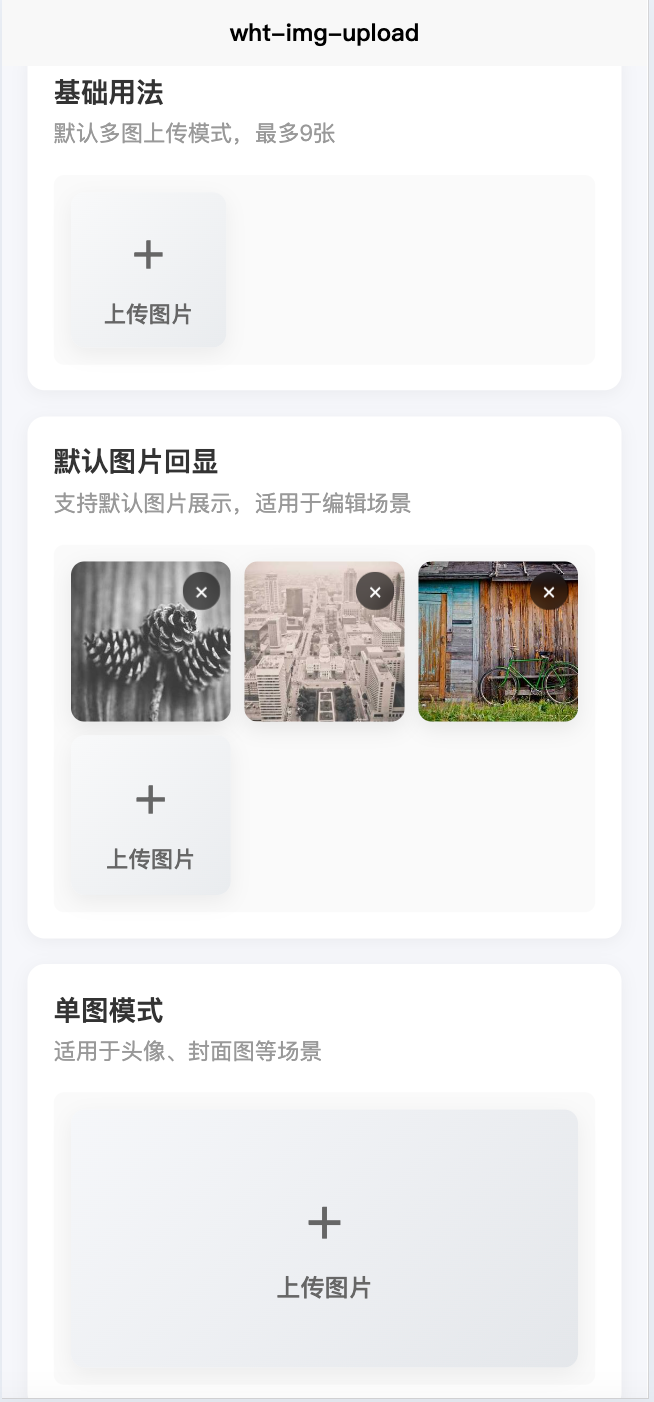 wht-img-upload
基础用法
默认多图上传模式，最多9张
上传图片
默认图片回显
支持默认图片展示，适用于编辑场景
上传图片
单图模式
适用于头像、封面图等场景
上传图片